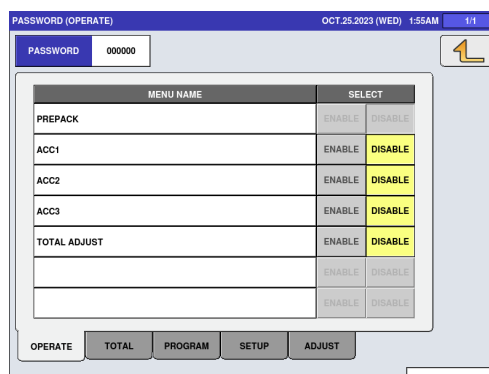 PASSWORD (OPERATE) OCT.25.2023 (WED) 1:55AM 1/1
PASSWORD 000000
MENU NAME SELECT
PREPACK ENABLE DISABLE
ACC1 ENABLE DISABLE
ACC2 ENABLE DISABLE
ACC3 ENABLE DISABLE
TOTAL ADJUST ENABLE DISABLE
ENABLE DISABLE
ENABLE DISABLE
OPERATE TOTAL PROGRAM SETUP ADJUST